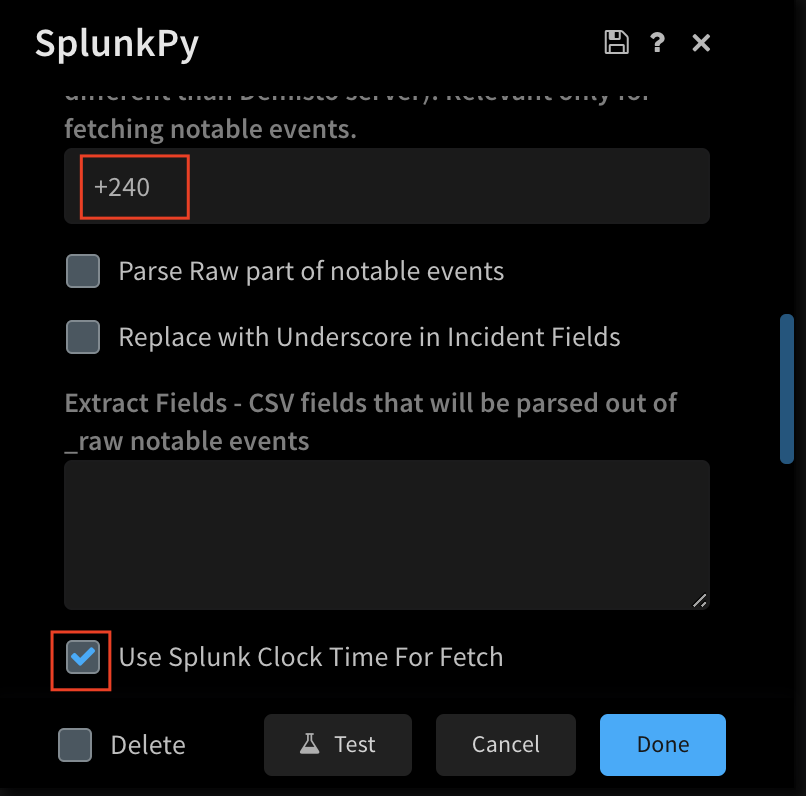 SplunkPy
?
different than Demisto server). Relevant only for
fetching notable events.
+240
Parse Raw part of notable events
Replace with Underscore in Incident Fields
Extract Fields - CSV fields that will be parsed out of
_raw notable events
Use Splunk Clock Time For Fetch
Delete
Test
Cancel
Done